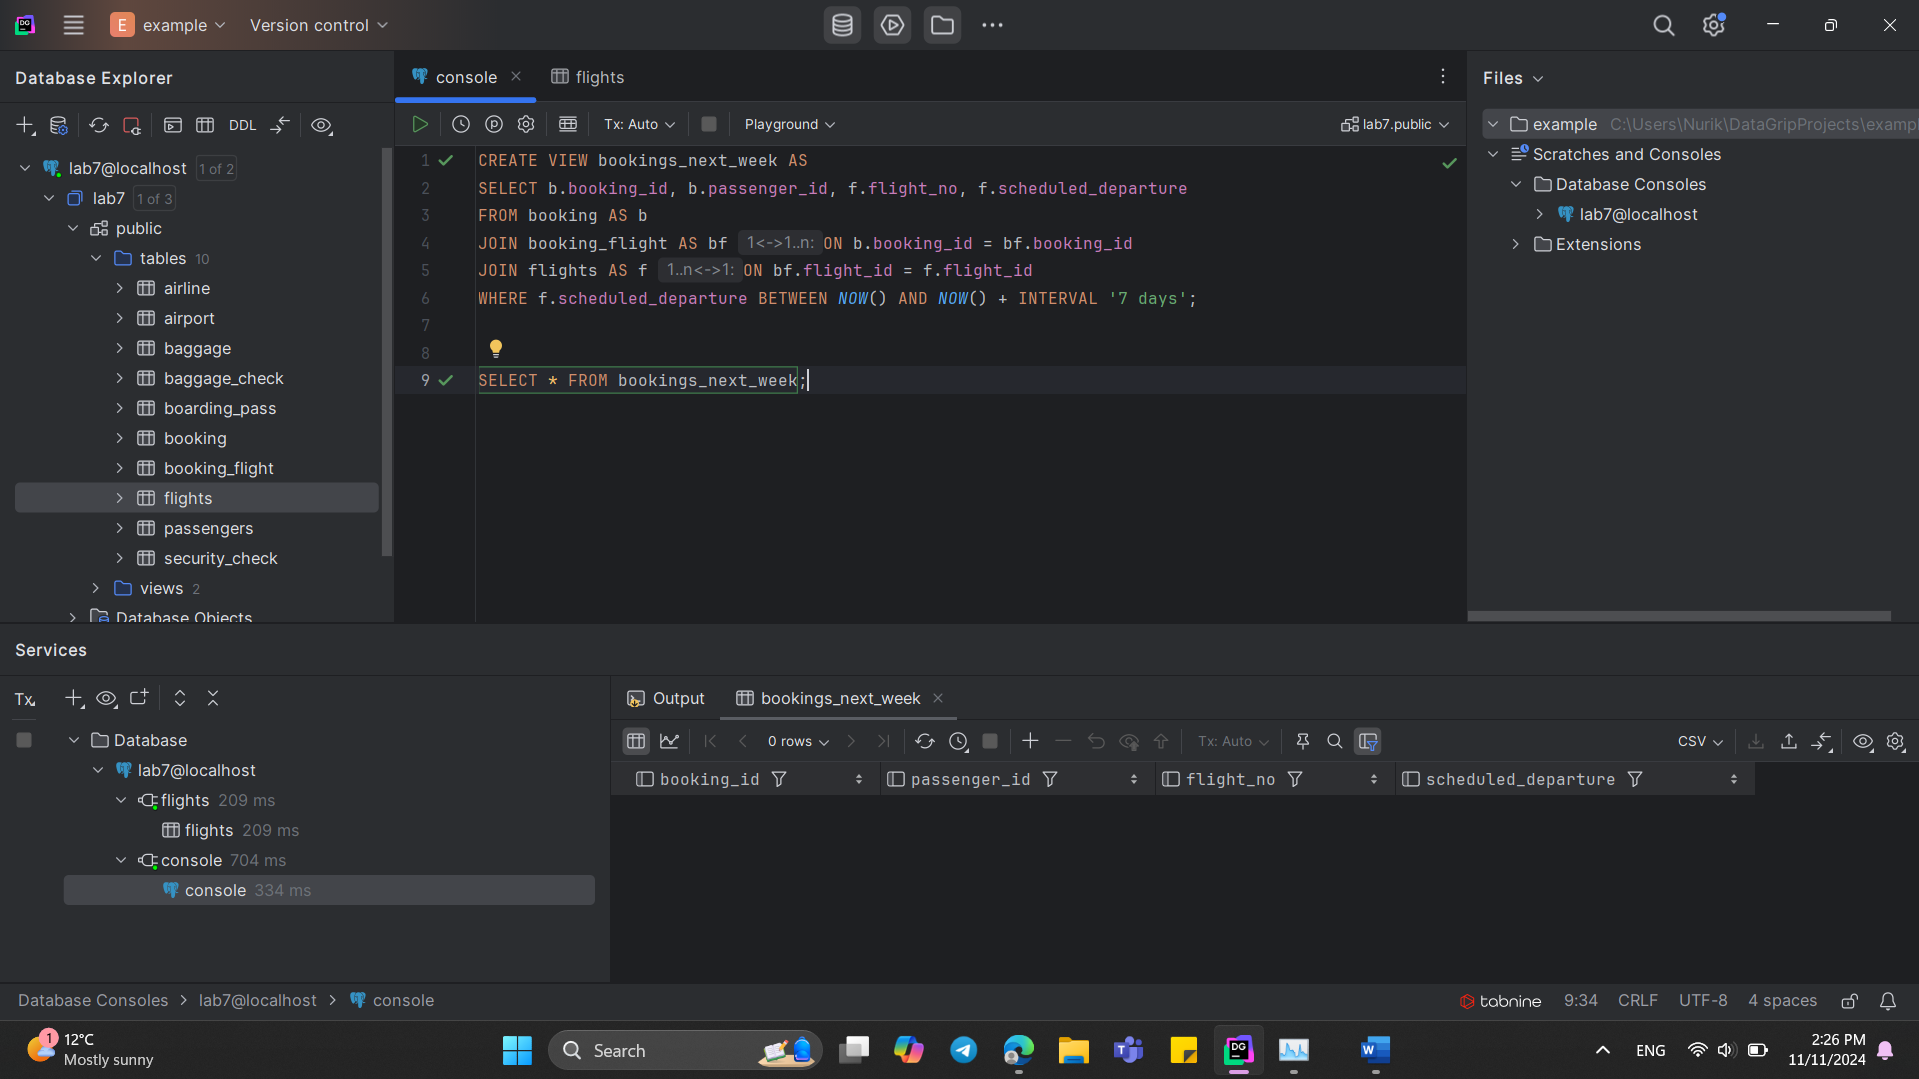 E example Version control
Database Explorer
console
flights
Files
DDL
Tx: Auto
Playground
lab7.public
example C:\Users\Nurik\DataGripProjects\exampl
Scratches and Consoles
Database Consoles
lab7@localhost
Extensions
lab7@localhost 1 of 2
lab7 1 of 3
public
tables 10
airline
airport
baggage
baggage_check
boarding_pass
booking
booking_flight
flights
passengers
security_check
views 2
Database Objects
1 CREATE VIEW bookings_next_week AS
2 SELECT b.booking_id, b.passenger_id, f.flight_no, f.scheduled_departure
3 FROM booking AS b
4 JOIN booking_flight AS bf 1<->1..n: ON b.booking_id = bf.booking_id
5 JOIN flights AS f 1..n<->1: ON bf.flight_id = f.flight_id
6 WHERE f.scheduled_departure BETWEEN NOW() AND NOW() + INTERVAL '7 days';
7
8
9 SELECT * FROM bookings_next_week;
Services
Tx
Database
lab7@localhost
flights 209 ms
flights 209 ms
console 704 ms
console 334 ms
Output
bookings_next_week
0 rows
Tx: Auto
CSV
booking_id passenger_id flight_no scheduled_departure
Database Consoles > lab7@localhost > console
tabnine 9:34 CRLF UTF-8 4 spaces
1
12°C
Mostly sunny
Search
DG
ENG
2:26 PM
11/11/2024